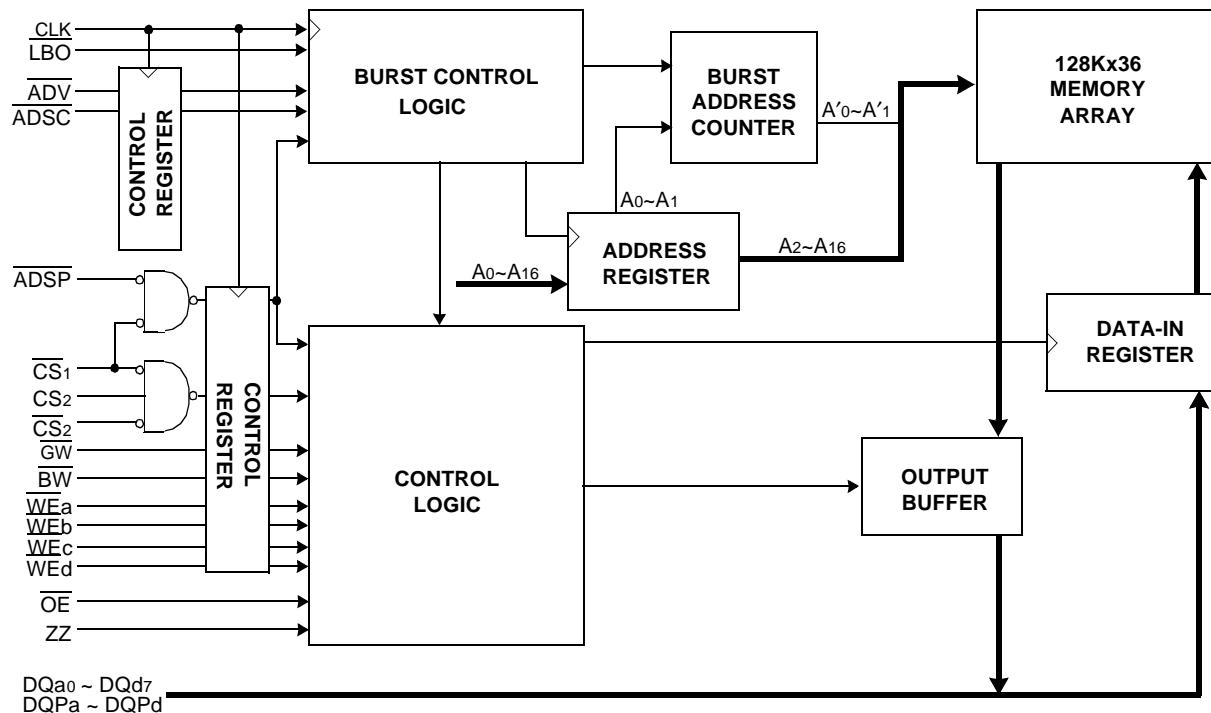 CLK
LBO
ADV
ADSC
CONTROL
REGISTER
BURST CONTROL
LOGIC
BURST
ADDRESS
COUNTER
A′0~A′1
128Kx36
MEMORY
ARRAY
A0~A1
ADDRESS
REGISTER
A2~A16
A0~A16
ADSP
CS1
CS2
CS2
GW
BW
WEa
WEb
WEc
WEd
OE
ZZ
CONTROL
REGISTER
CONTROL
LOGIC
DATA-IN
REGISTER
OUTPUT
BUFFER
DQa0 ~ DQd7
DQPa ~ DQPd